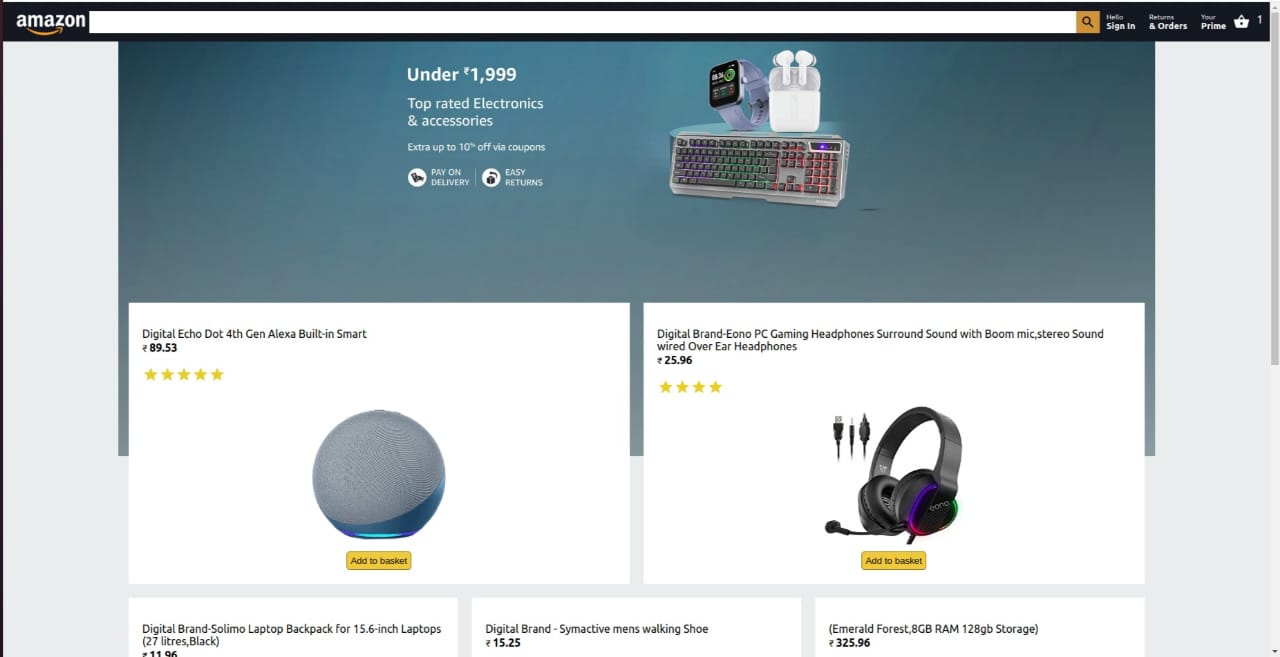 amazon
Hello
Sign In
Returns
& Orders
Your
Prime
1
Under ₹1,999
Top rated Electronics
& accessories
Extra up to 10% off via coupons
PAY ON
DELIVERY
EASY
RETURNS
Digital Echo Dot 4th Gen Alexa Built-in Smart
₹ 89.53
Digital Brand-Eono PC Gaming Headphones Surround Sound with Boom mic,stereo Sound
wired Over Ear Headphones
₹ 25.96
eono
Add to basket
Add to basket
Digital Brand-Solimo Laptop Backpack for 15.6-inch Laptops
(27 litres,Black)
₹ 11.96
Digital Brand - Symactive mens walking Shoe
₹ 15.25
(Emerald Forest,8GB RAM 128gb Storage)
₹ 325.96